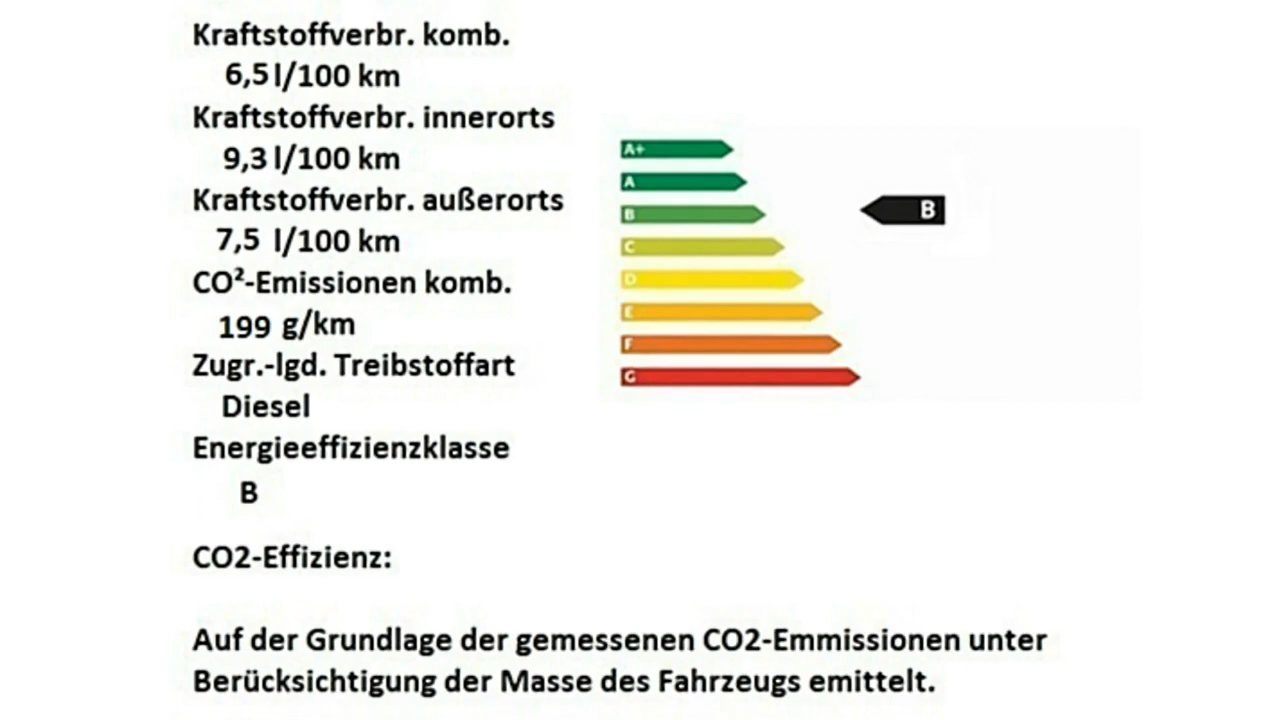 Kraftstoffverbr. komb.
6,5 l/100 km
Kraftstoffverbr. innerorts
9,3 l/100 km
Kraftstoffverbr. außerorts
7,5 l/100 km
CO²-Emissionen komb.
199 g/km
Zugr.-lgd. Treibstoffart
Diesel
Energieeffizienzklasse
B
A+
A
B
B
C
D
E
F
G
CO2-Effizienz:
Auf der Grundlage der gemessenen CO2-Emmissionen unter
Berücksichtigung der Masse des Fahrzeugs emittelt.